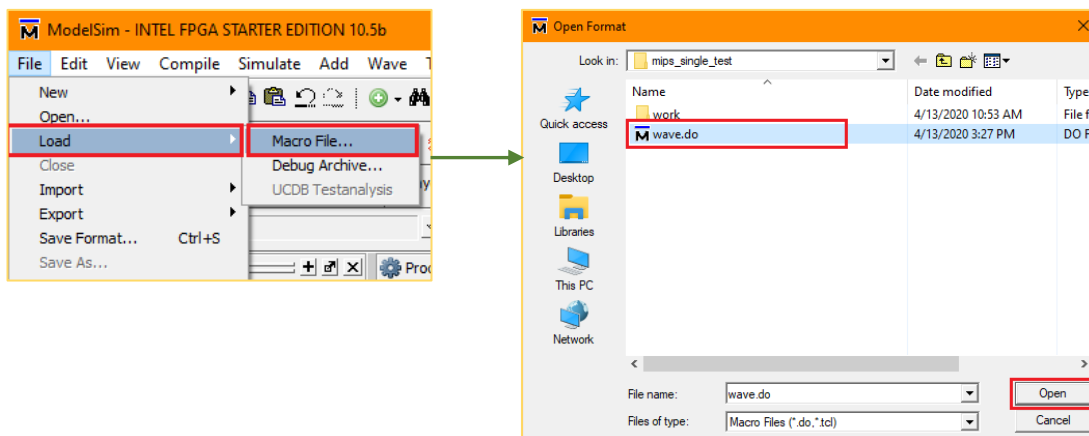 ModelSim - INTEL FPGA STARTER EDITION 10.5b
File Edit View Compile Simulate Add Wave
New
Open...
Load
Close
Import
Export
Save Format... Ctrl+S
Save As...
Macro File...
Debug Archive...
UCDB Testanalysis
Open Format
Look in: mips_single_test
Quick access
Desktop
Libraries
This PC
Network
Name Date modified Type
work 4/13/2020 10:53 AM File f
wave.do 4/13/2020 3:27 PM DO F
File name: wave.do Open
Files of type: Macro Files (*.do,*.tcl) Cancel